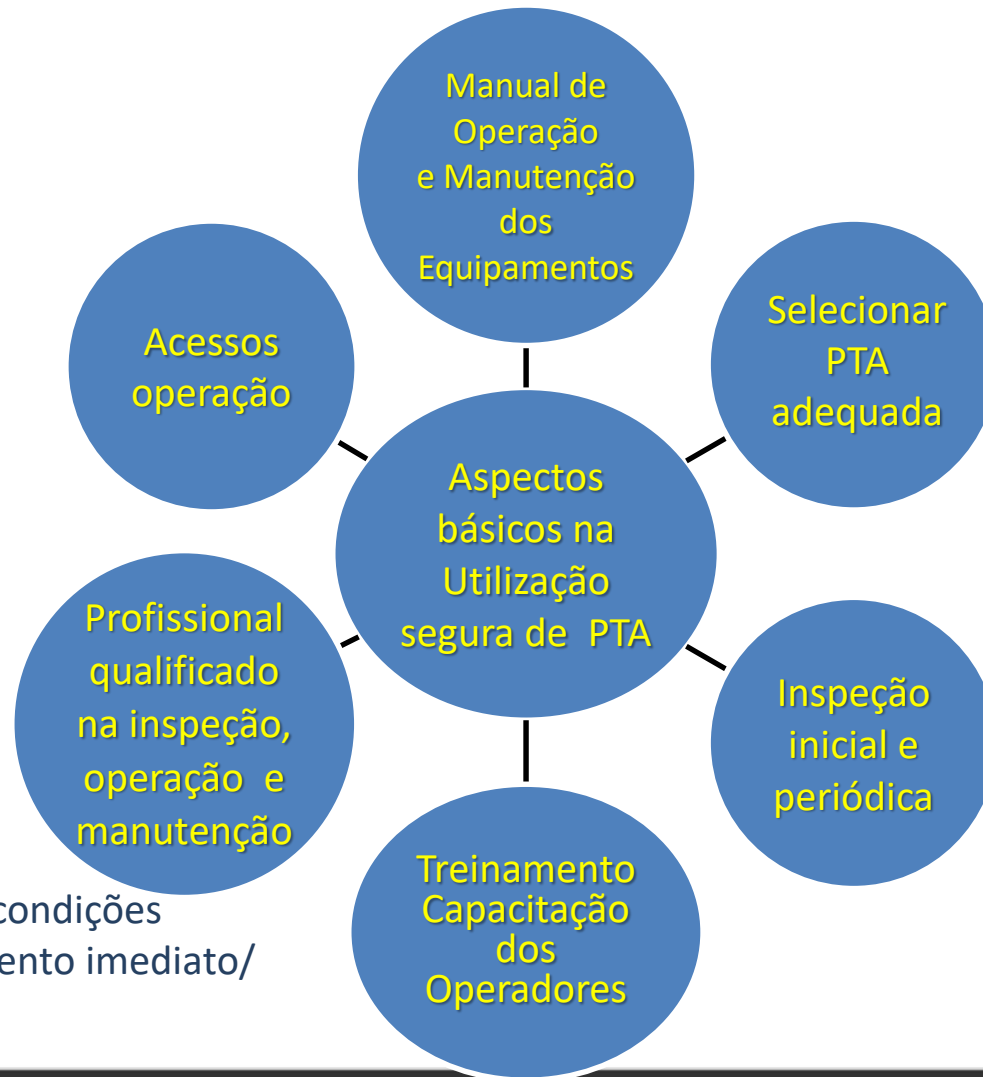 Manual de
Operação
e Manutenção
dos
Equipamentos
Selecionar
PTA
adequada
Acessos
operação
Aspectos
básicos na
Utilização
segura de PTA
Profissional
qualificado
na inspeção,
operação e
manutenção
Inspeção
inicial e
periódica
Treinamento
Capacitação
dos
Operadores
condições
ento imediato/